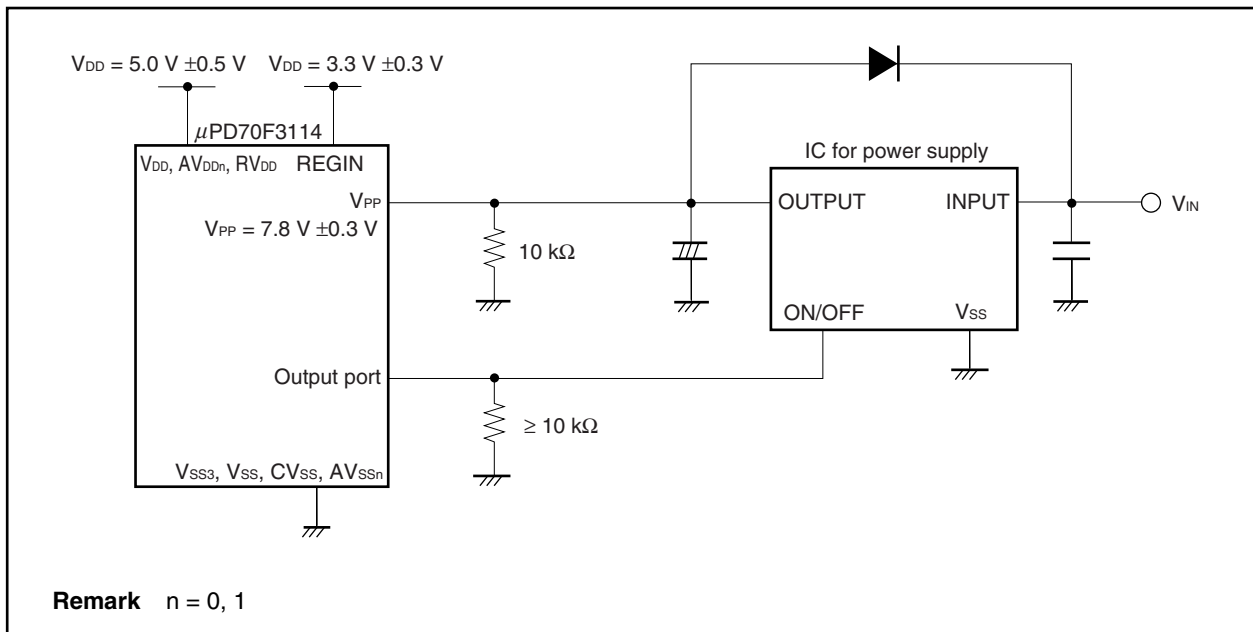 VDD = 5.0 V ±0.5 V VDD = 3.3 V ±0.3 V
μPD70F3114
VDD, AVDDn, RVDD REGIN
VPP
VPP = 7.8 V ±0.3 V
10 kΩ
IC for power supply
OUTPUT INPUT
VIN
ON/OFF VSS
Output port
≥ 10 kΩ
VSS3, VSS, CVSS, AVSSn
Remark n = 0, 1